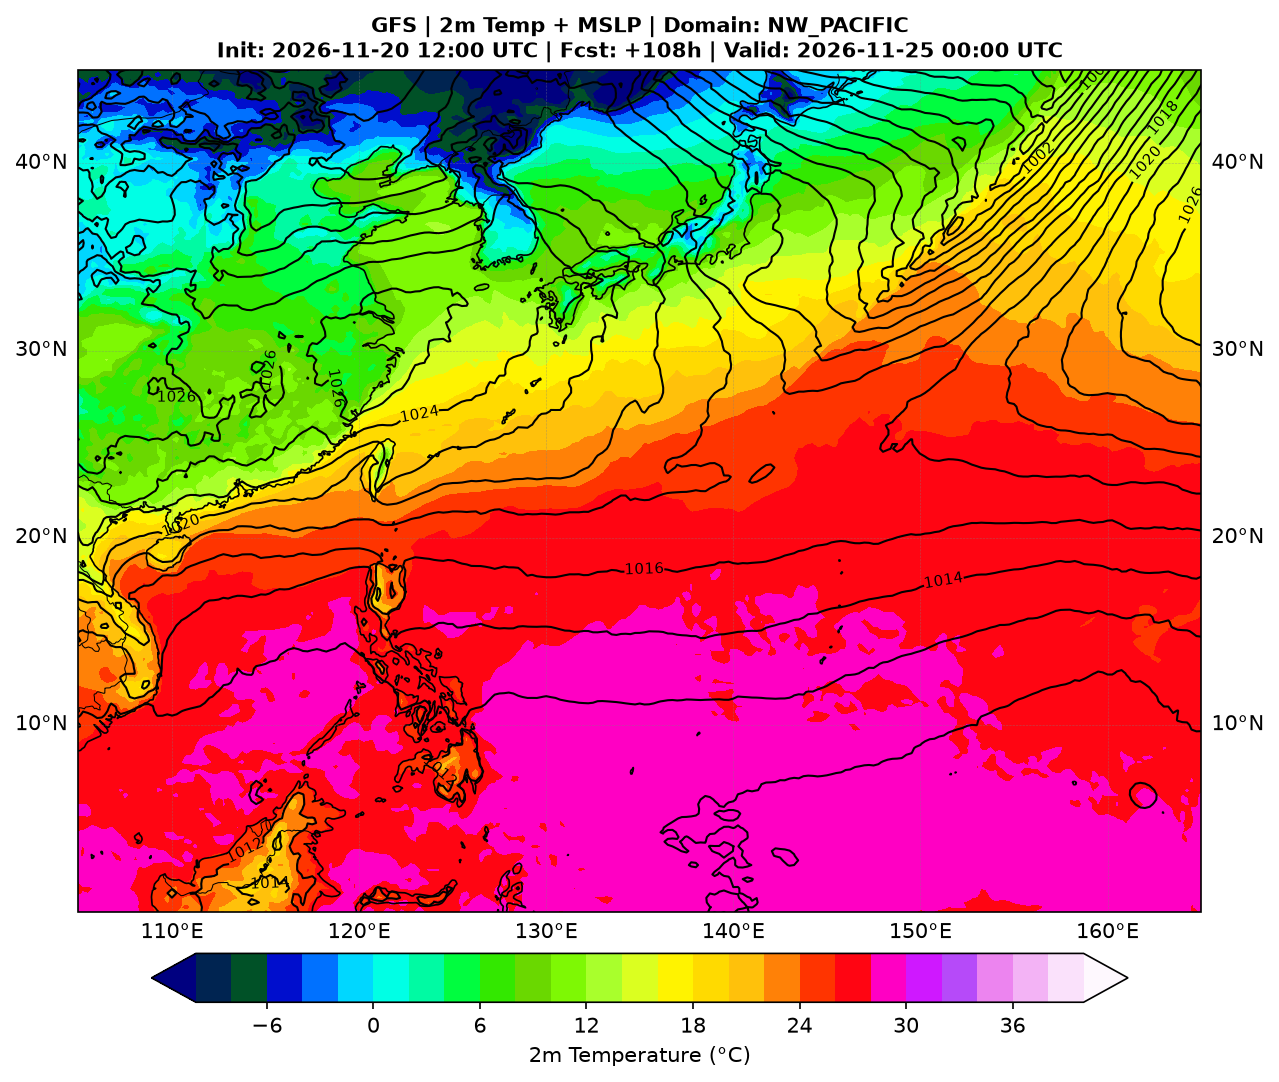 GFS | 2m Temp + MSLP | Domain: NW_PACIFIC
Init: 2026-11-20 12:00 UTC | Fcst: +108h | Valid: 2026-11-25 00:00 UTC
1018
1002
1020
40°N
40°N
1026
30°N
30°N
1026
1026
1026
1024
1020
20°N
20°N
1016
1014
10°N
10°N
1012
1012
1014
110°E
120°E
130°E
140°E
150°E
160°E
−6
0
6
12
18
24
30
36
2m Temperature (°C)